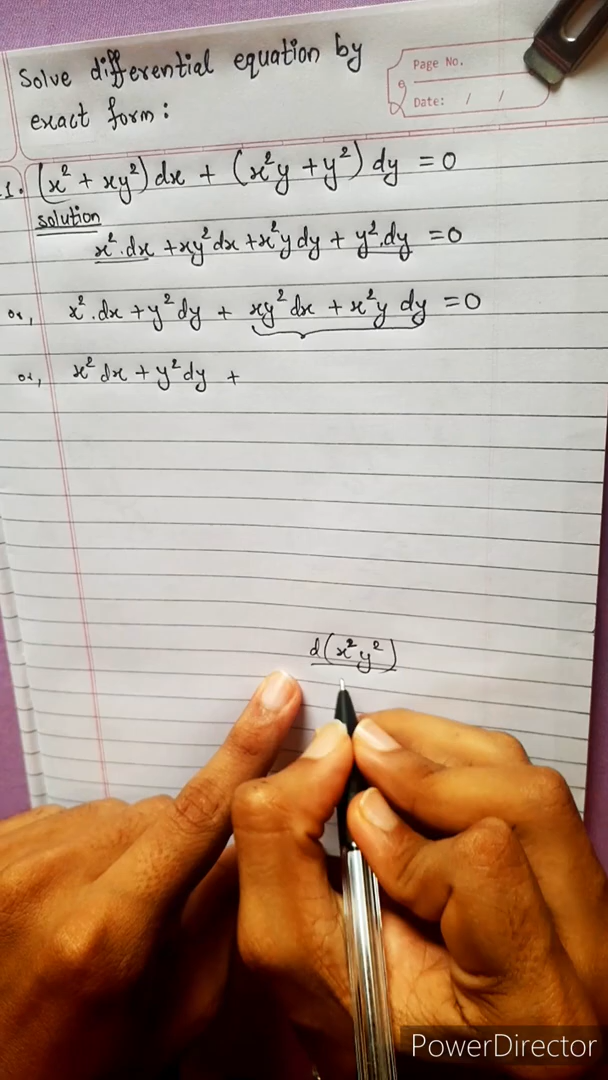 Solve differential equation by
exact form:
Page No.
Date: / /
1. (x² + xy²) dx + (x²y + y²) dy = 0
solution
x².dx + xy²dx + x²y dy + y².dy = 0
or, x².dx + y²dy + xy²dx + x²y dy = 0
or, x²dx + y²dy +
d(x²y²)
PowerDirector